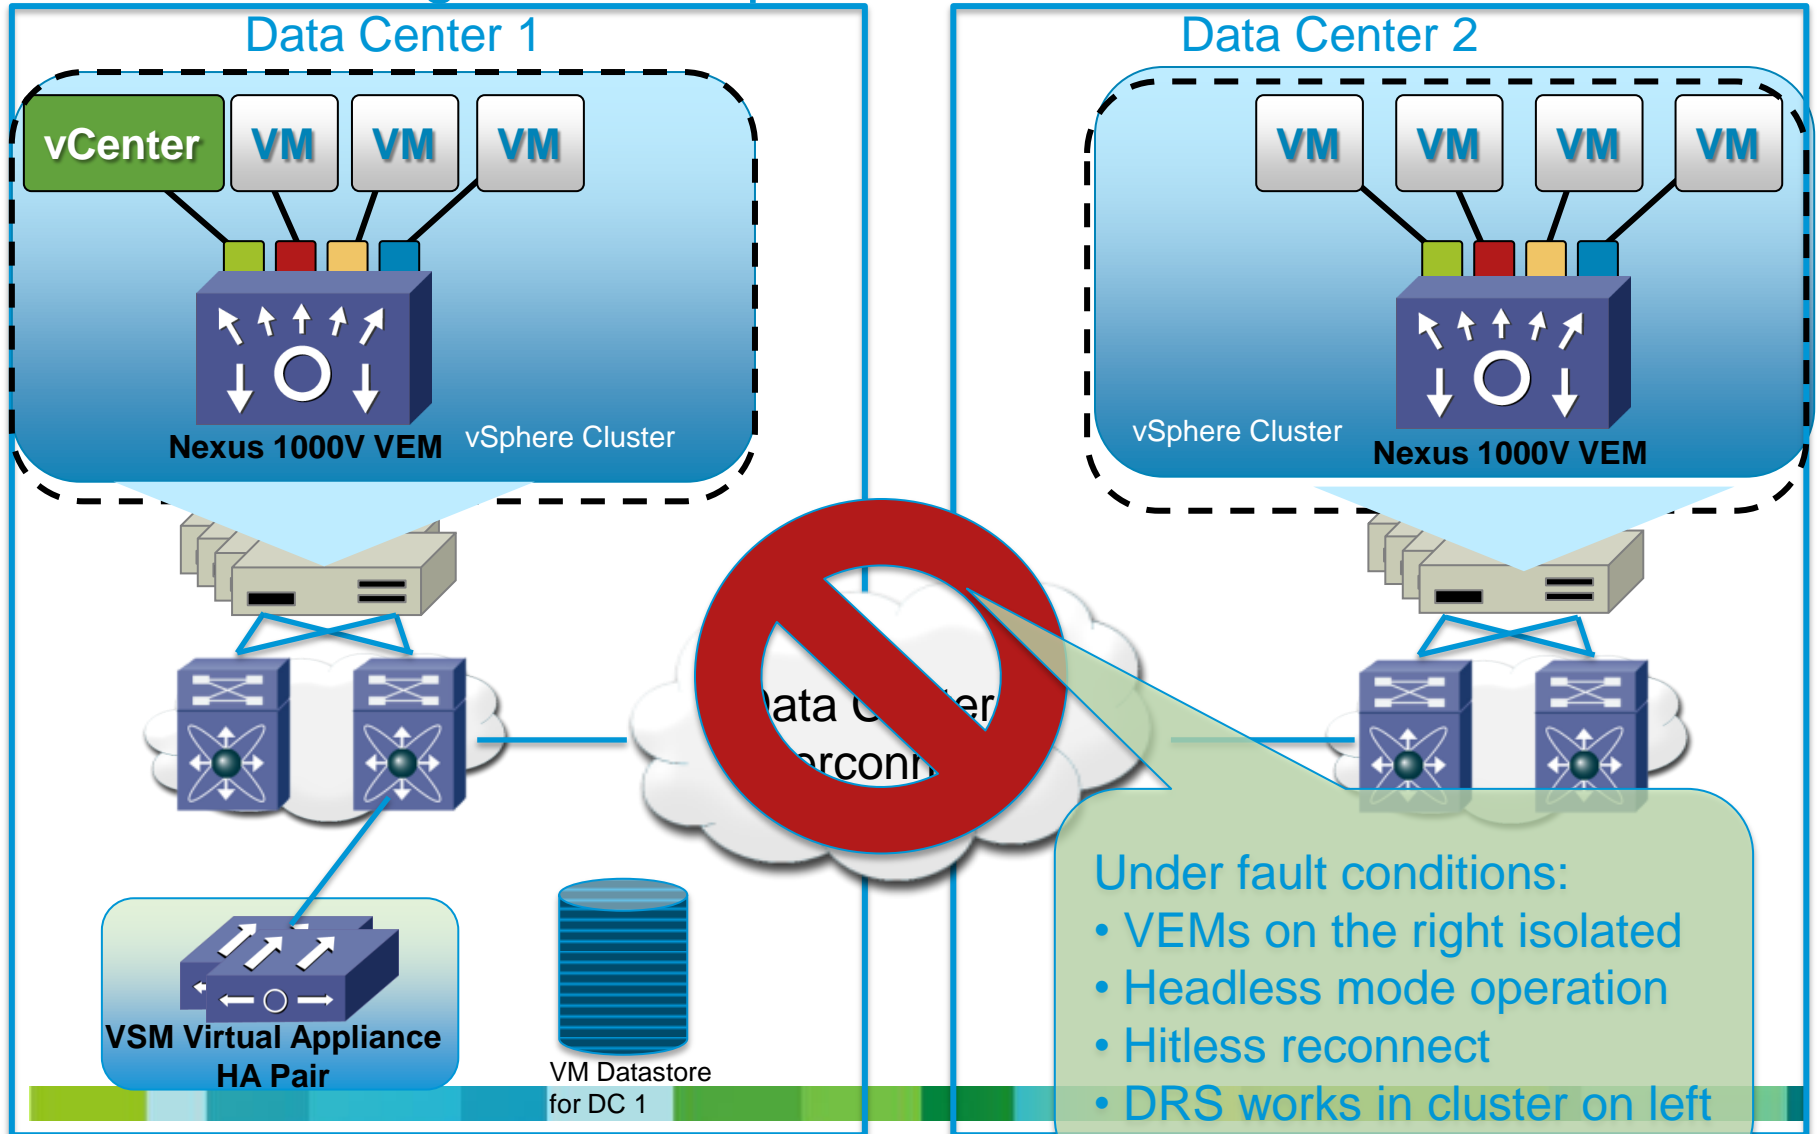 Data Center 1
Data Center 2
vCenter
VM
VM
VM
VM
VM
VM
VM
Nexus 1000V VEM
vSphere Cluster
vSphere Cluster
Nexus 1000V VEM
Under fault conditions:
• VEMs on the right isolated
• Headless mode operation
• Hitless reconnect
• DRS works in cluster on left
VSM Virtual Appliance
HA Pair
VM Datastore
for DC 1